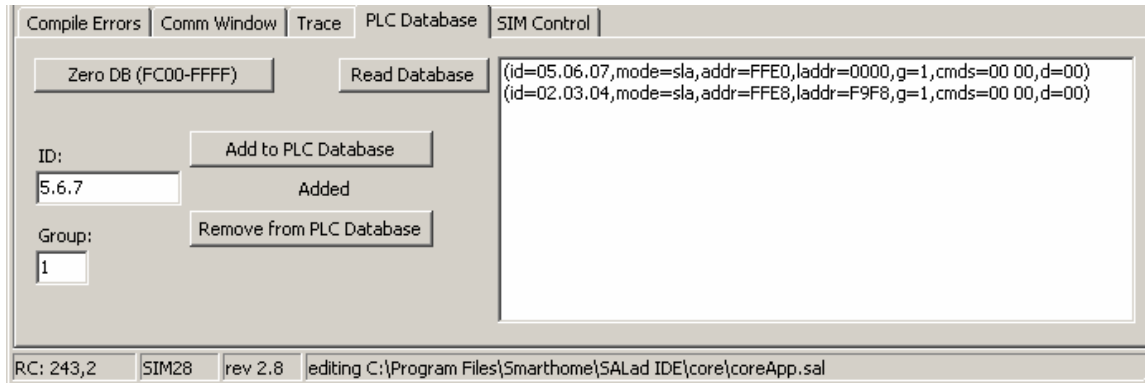 Compile Errors Comm Window Trace PLC Database SIM Control
Zero DB (FC00-FFFF) Read Database
(id=05.06.07,mode=sla,addr=FFE0,laddr=0000,g=1,cmds=00 00,d=00)
(id=02.03.04,mode=sla,addr=FFE8,laddr=F9F8,g=1,cmds=00 00,d=00)
ID: Add to PLC Database
5.6.7 Added
Remove from PLC Database
Group:
1
RC: 243,2 SIM28 rev 2.8 editing C:\Program Files\Smarthome\SALad IDE\core\coreApp.sal